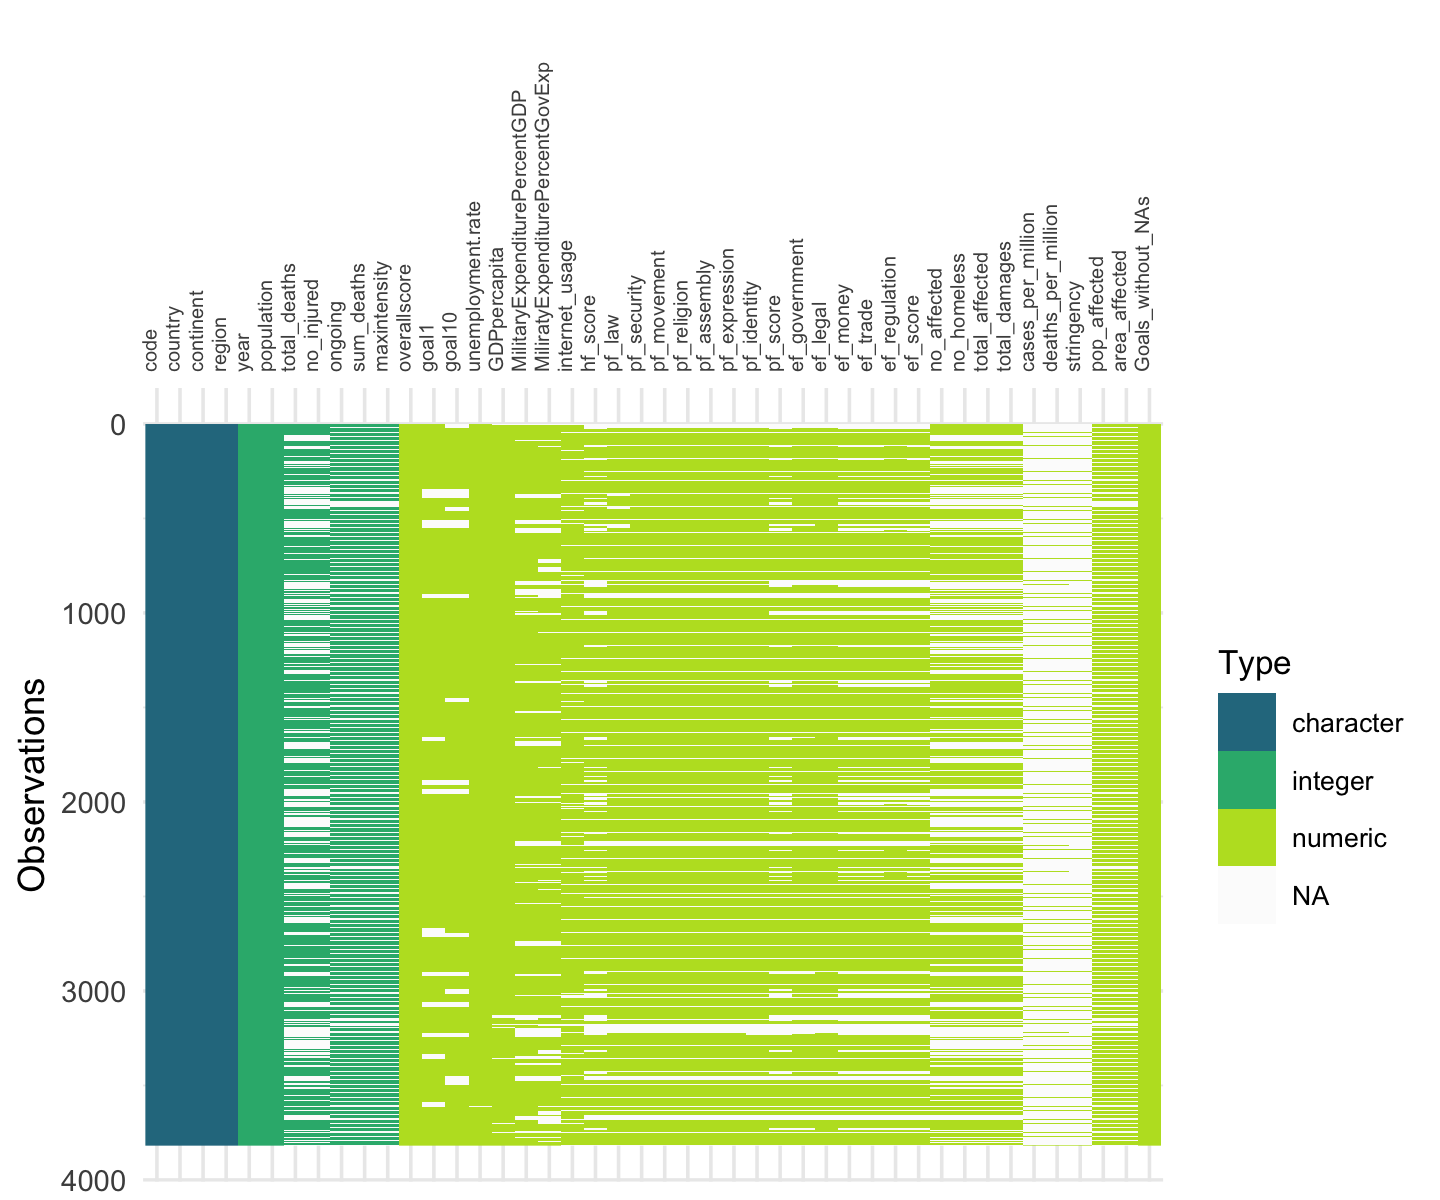 code
country
continent
region
year
population
total_deaths
no_injured
ongoing
sum_deaths
maxintensity
overallscore
goal1
goal10
unemployment.rate
GDPpercapita
MilitaryExpenditurePercentGDP
MiliratyExpenditurePercentGovExp
internet_usage
hf_score
pf_law
pf_security
pf_movement
pf_religion
pf_assembly
pf_expression
pf_identity
pf_score
ef_government
ef_legal
ef_money
ef_trade
ef_regulation
ef_score
no_affected
no_homeless
total_affected
total_damages
cases_per_million
deaths_per_million
stringency
pop_affected
area_affected
Goals_without_NAs
Observations
0
1000
2000
3000
4000
Type
character
integer
numeric
NA